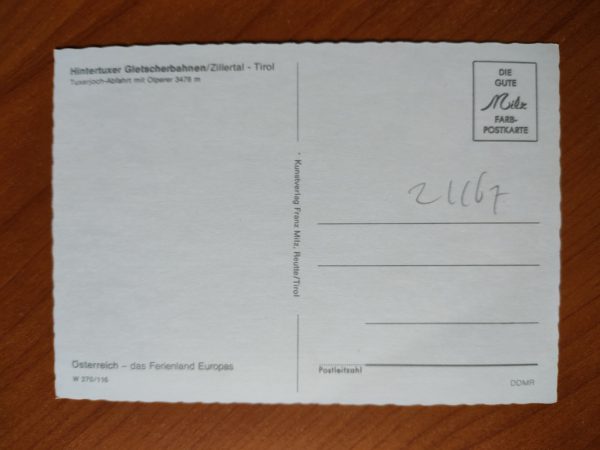 Hintertuxer Gletscherbahnen/Zillertal - Tirol
Tuxerjoch-Abfahrt mit Olperer 3476 m
DIE
GUTE
Milz
FARB-
POSTKARTE
Kunstverlag Franz Milz, Reutte/Tirol
21167
Österreich – das Ferienland Europas
W 270/116
Postleitzahl
DDMR